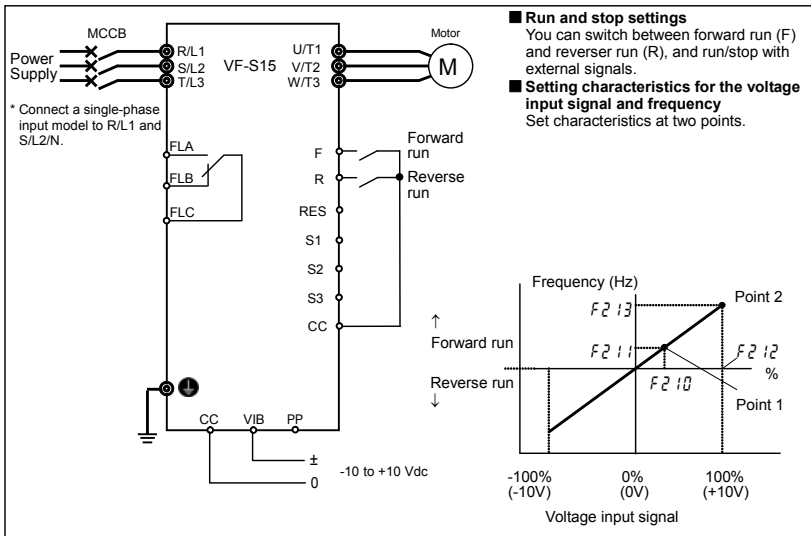 MCCB
Power
Supply
R/L1
S/L2
T/L3
VF-S15
U/T1
V/T2
W/T3
Motor
M
* Connect a single-phase
input model to R/L1 and
S/L2/N.
FLA
FLB
FLC
F
R
RES
S1
S2
S3
CC
Forward
run
Reverse
run
CC
VIB
PP
±
0
-10 to +10 Vdc
■ Run and stop settings
You can switch between forward run (F)
and reverser run (R), and run/stop with
external signals.
■ Setting characteristics for the voltage
input signal and frequency
Set characteristics at two points.
Frequency (Hz)
F213
Point 2
↑
Forward run
F211
F212
%
Reverse run
↓
F210
Point 1
-100%
(-10V)
0%
(0V)
100%
(+10V)
Voltage input signal